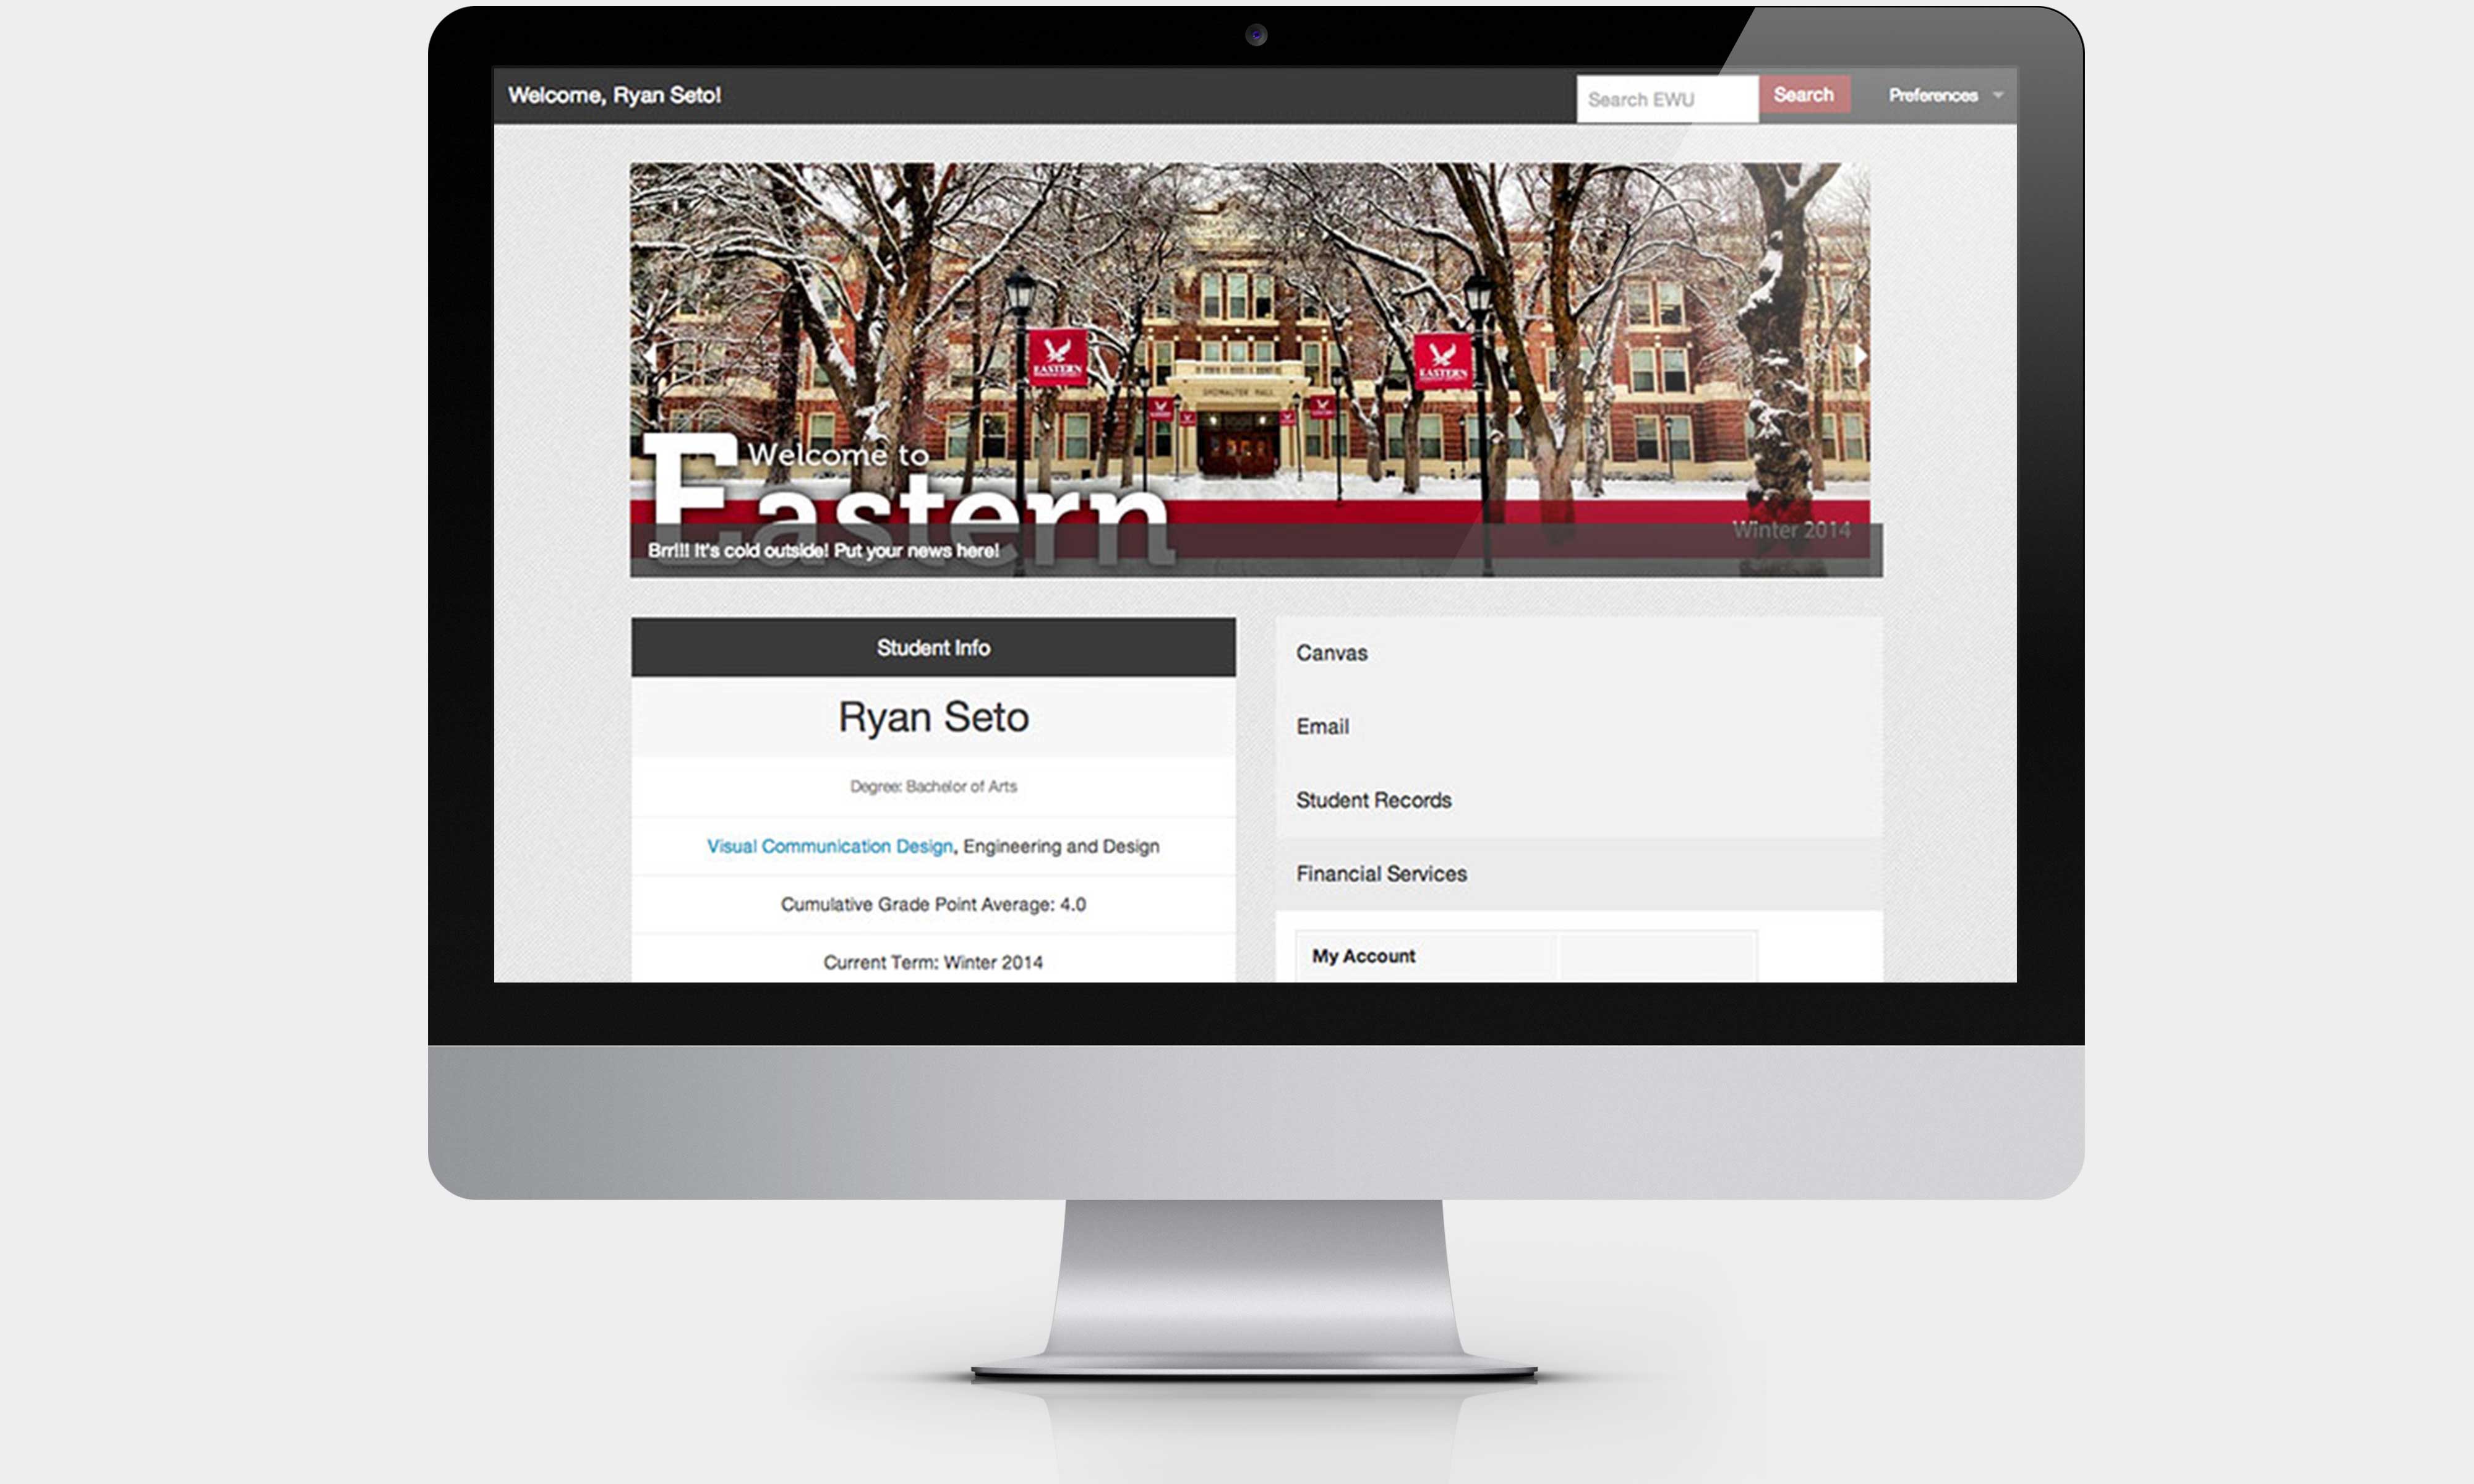 Welcome, Ryan Seto!
Search EWU
Search
Preferences
EASTERN
EASTERN
SHOWALTER HALL
Welcome to
Eastern
Winter 2014
Brr!!! It's cold outside! Put your news here!
Student Info
Ryan Seto
Degree: Bachelor of Arts
Visual Communication Design, Engineering and Design
Cumulative Grade Point Average: 4.0
Current Term: Winter 2014
Canvas
Email
Student Records
Financial Services
My Account